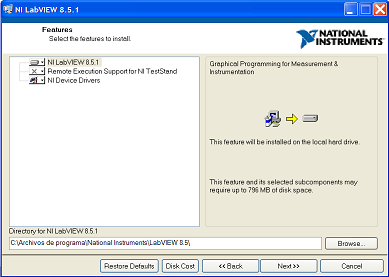 NI LabVIEW 8.5.1
Features
Select the features to install.
NATIONAL
INSTRUMENTS
NI LabVIEW 8.5.1
Remote Execution Support for NI TestStand
NI Device Drivers
Graphical Programming for Measurement &
Instrumentation
This feature will be installed on the local hard drive.
This feature and its selected subcomponents may
require up to 796 MB of disk space.
Directory for NI LabVIEW 8.5.1
C:\Archivos de programa\National Instruments\LabVIEW 8.5\
Browse...
Restore Defaults
Disk Cost
<< Back
Next >>
Cancel